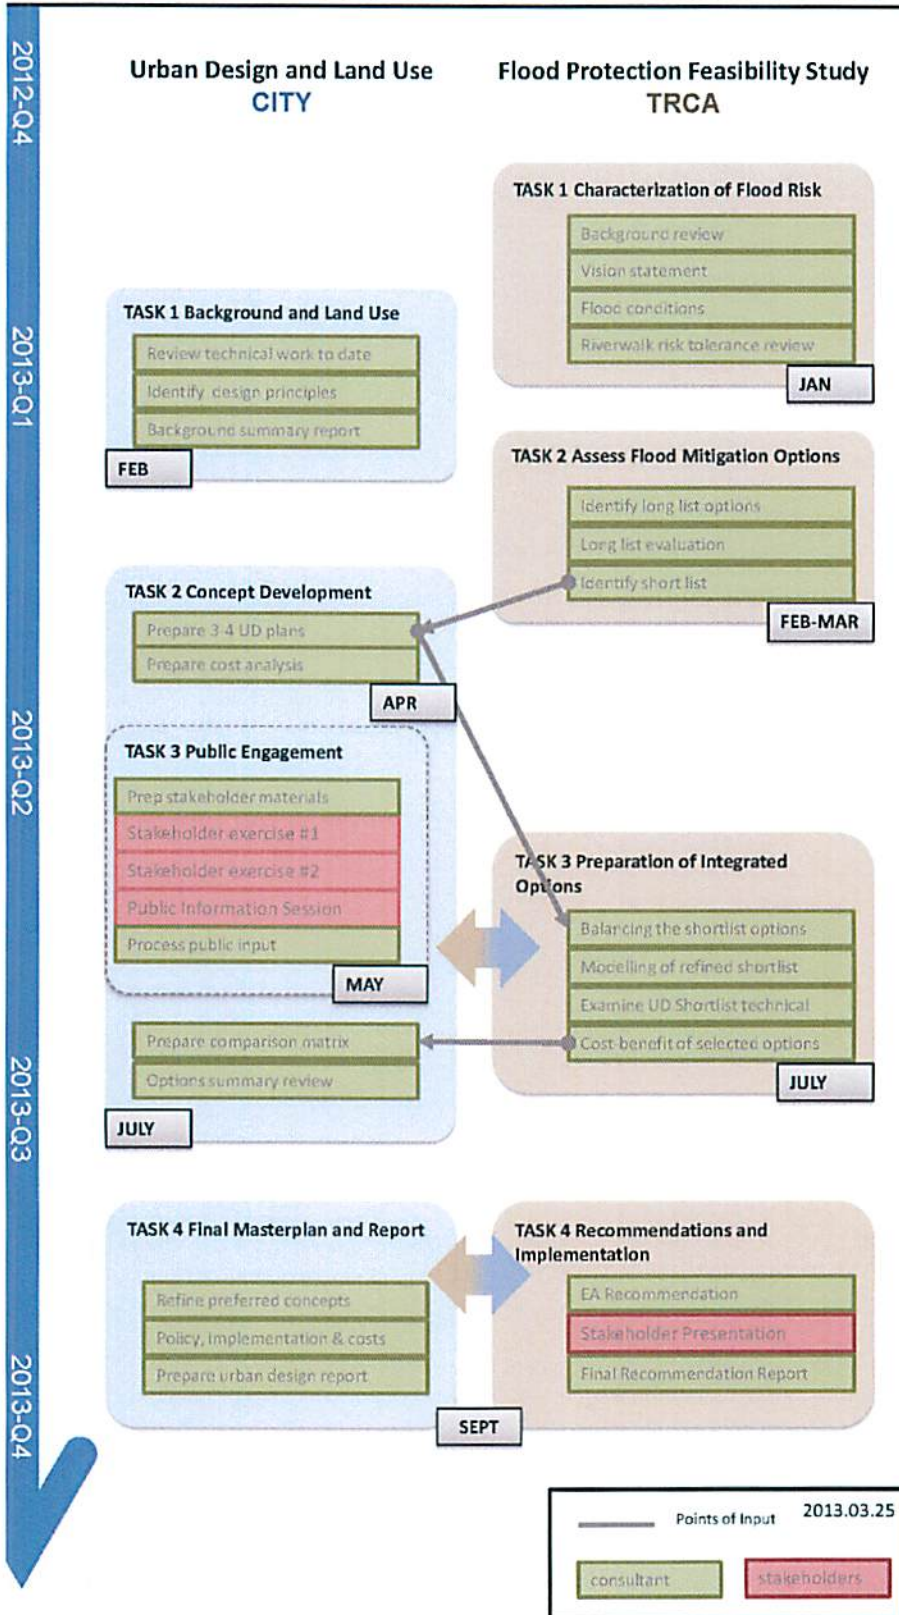 2012-Q4
2013-Q1
2013-Q2
2013-Q3
2013-Q4
Urban Design and Land Use
CITY
TASK 1 Background and Land Use
Review technical work to date
Identify design principles
Background summary report
FEB
TASK 2 Concept Development
Prepare 3-4 UD plans
Prepare cost analysis
APR
TASK 3 Public Engagement
Prep stakeholder materials
Stakeholder exercise #1
Stakeholder exercise #2
Public Information Session
Process public input
MAY
Prepare comparison matrix
Options summary review
JULY
TASK 4 Final Masterplan and Report
Refine preferred concepts
Policy, implementation & costs
Prepare urban design report
Flood Protection Feasibility Study
TRCA
TASK 1 Characterization of Flood Risk
Background review
Vision statement
Flood conditions
Riverwalk risk tolerance review
JAN
TASK 2 Assess Flood Mitigation Options
Identify long list options
Long list evaluation
Identify short list
FEB-MAR
TASK 3 Preparation of Integrated
Options
Balancing the shortlist options
Modelling of refined shortlist
Examine UD Shortlist technical
Cost-benefit of selected options
JULY
TASK 4 Recommendations and
Implementation
EA Recommendation
Stakeholder Presentation
Final Recommendation Report
SEPT
Points of Input
2013.03.25
consultant
stakeholders